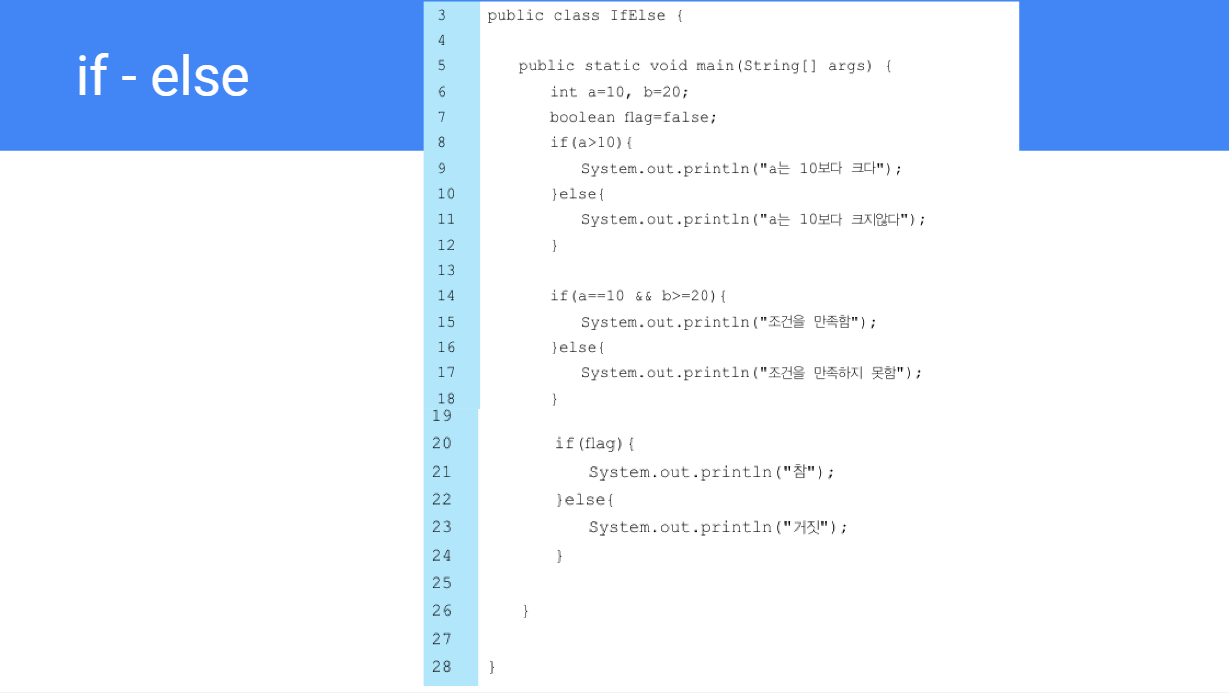 if - else
3 public class IfElse {
4
5 public static void main(String[] args) {
6 int a=10, b=20;
7 boolean flag=false;
8 if(a>10){
9 System.out.println("a는 10보다 크다");
10 }else{
11 System.out.println("a는 10보다 크지않다");
12 }
13
14 if(a==10 && b>=20){
15 System.out.println("조건을 만족함");
16 }else{
17 System.out.println("조건을 만족하지 못함");
18 }
19
20 if(flag){
21 System.out.println("참");
22 }else{
23 System.out.println("거짓");
24 }
25
26 }
27
28 }